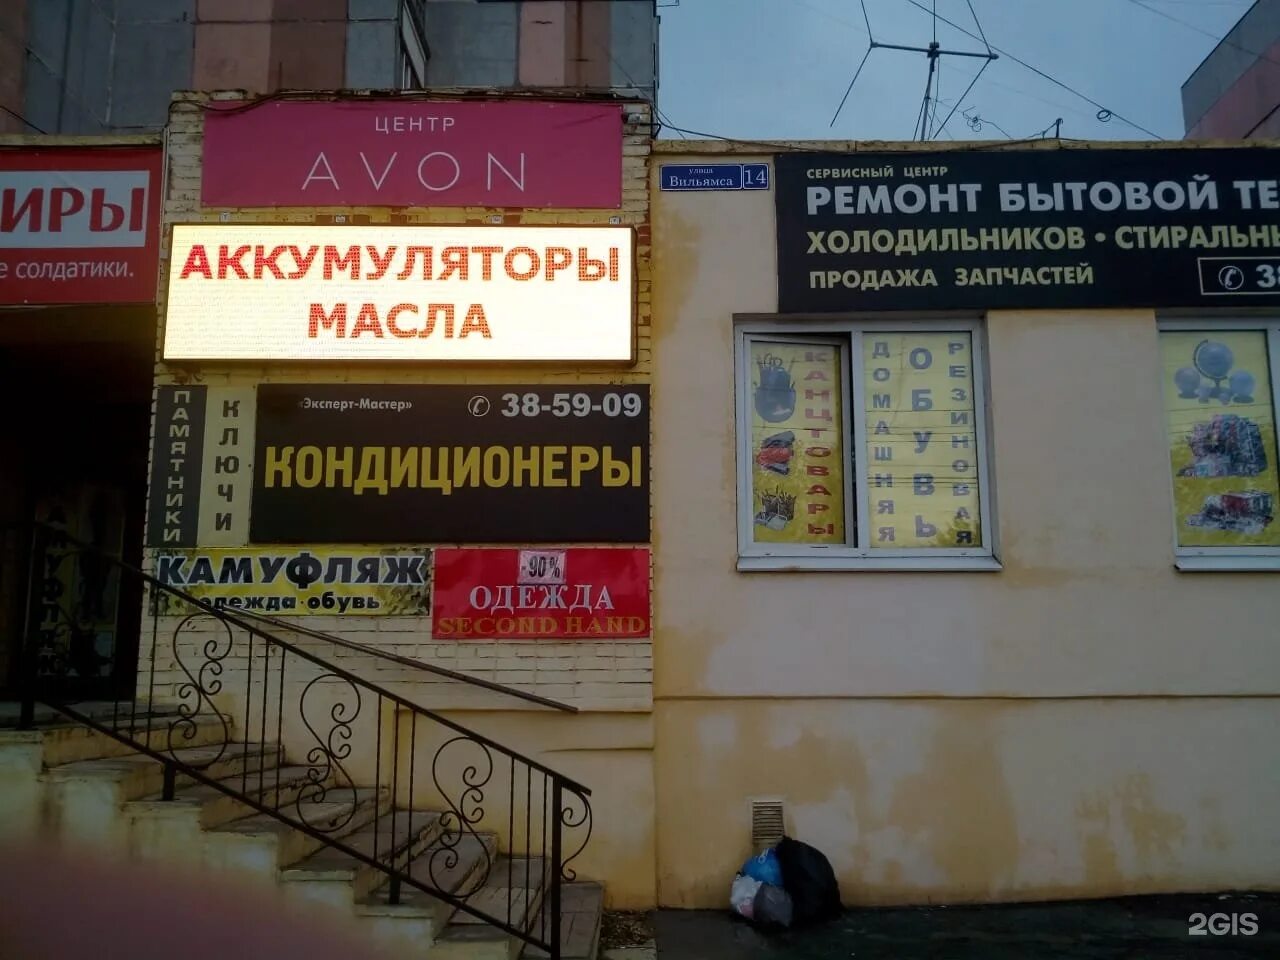 ЦЕНТР
AVON
ИРЫ
е солдатики.
АККУМУЛЯТОРЫ
МАСЛА
ПАМЯТНИКИ
КЛЮЧИ
«Эксперт-Мастер» 38-59-09
КОНДИЦИОНЕРЫ
КАМУФЛЯЖ
одежда·обувь
- 90 %
ОДЕЖДА
SECOND HAND
улица
Вильямса 14
СЕРВИСНЫЙ ЦЕНТР
РЕМОНТ БЫТОВОЙ ТЕ
ХОЛОДИЛЬНИКОВ • СТИРАЛЬНЫ
ПРОДАЖА ЗАПЧАСТЕЙ
38
КАНЦТОВАРЫ
ДОМАШНЯЯ
ОБУВЬ
РЕЗИНОВАЯ
2GIS